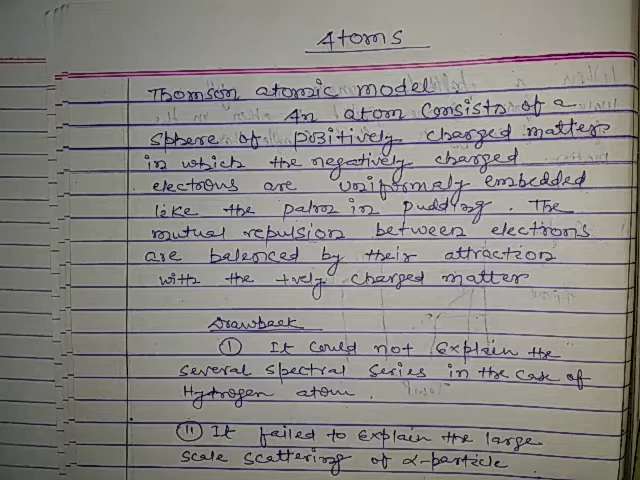 Atoms
Thomson atomic model
An atom consists of a
sphere of positively charged matter
in which the negatively charged
electrons are uniformaly embedded
like the palm in pudding. The
mutual repulsion between electrons
are balenced by their attraction
with the +vely charged matter
Drawback
(i) It could not explain the
several spectral series in the case of
Hydrogen atom.
(ii) It failed to explain the large
scale scattering of α-particle